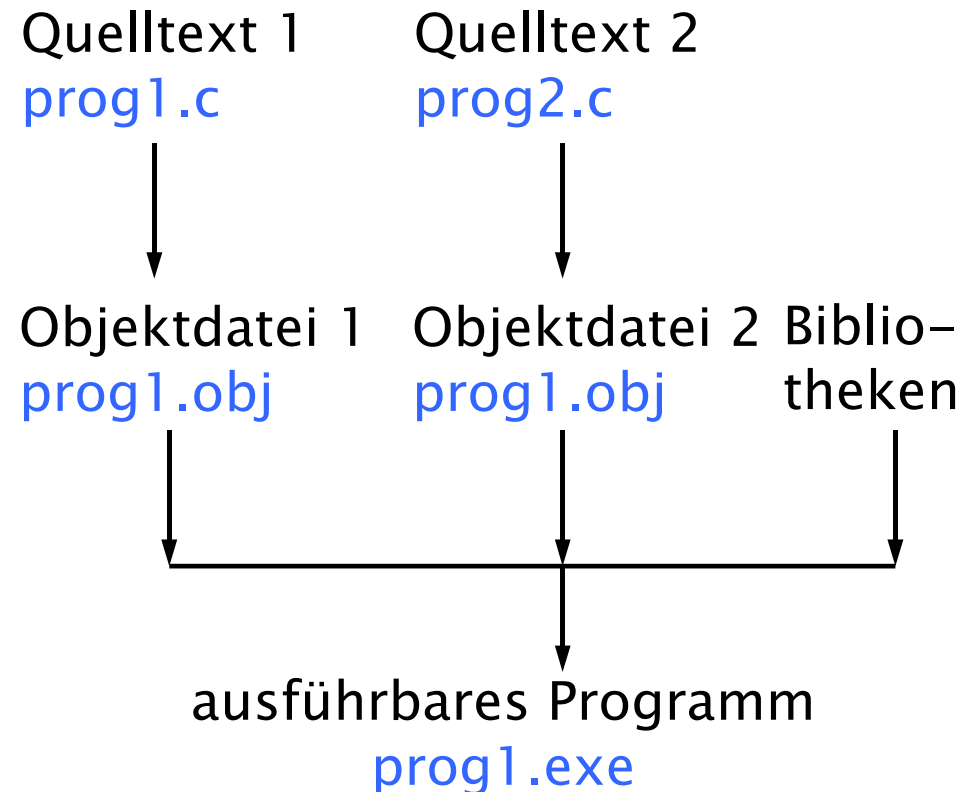 Quelltext 1
prog1.c
Quelltext 2
prog2.c
Objektdatei 1
prog1.obj
Objektdatei 2
prog1.obj
Biblio-
theken
ausführbares Programm
prog1.exe